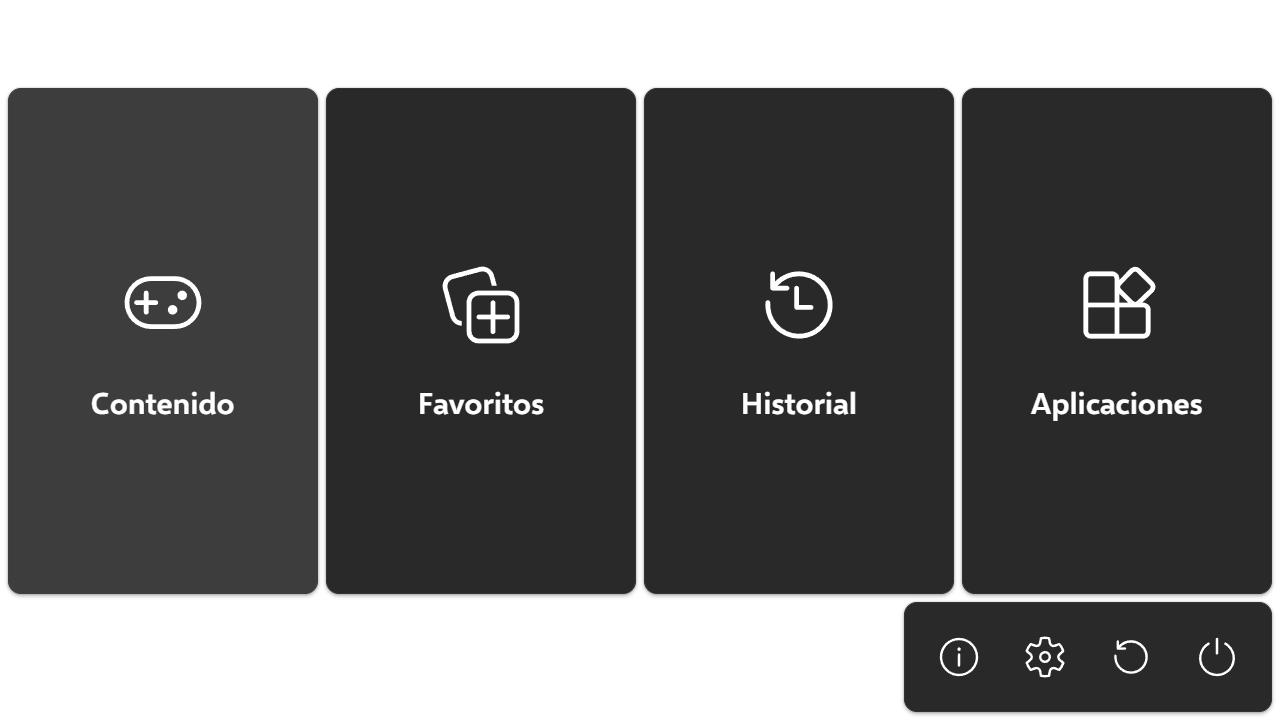 Contenido
Favoritos
Historial
Aplicaciones